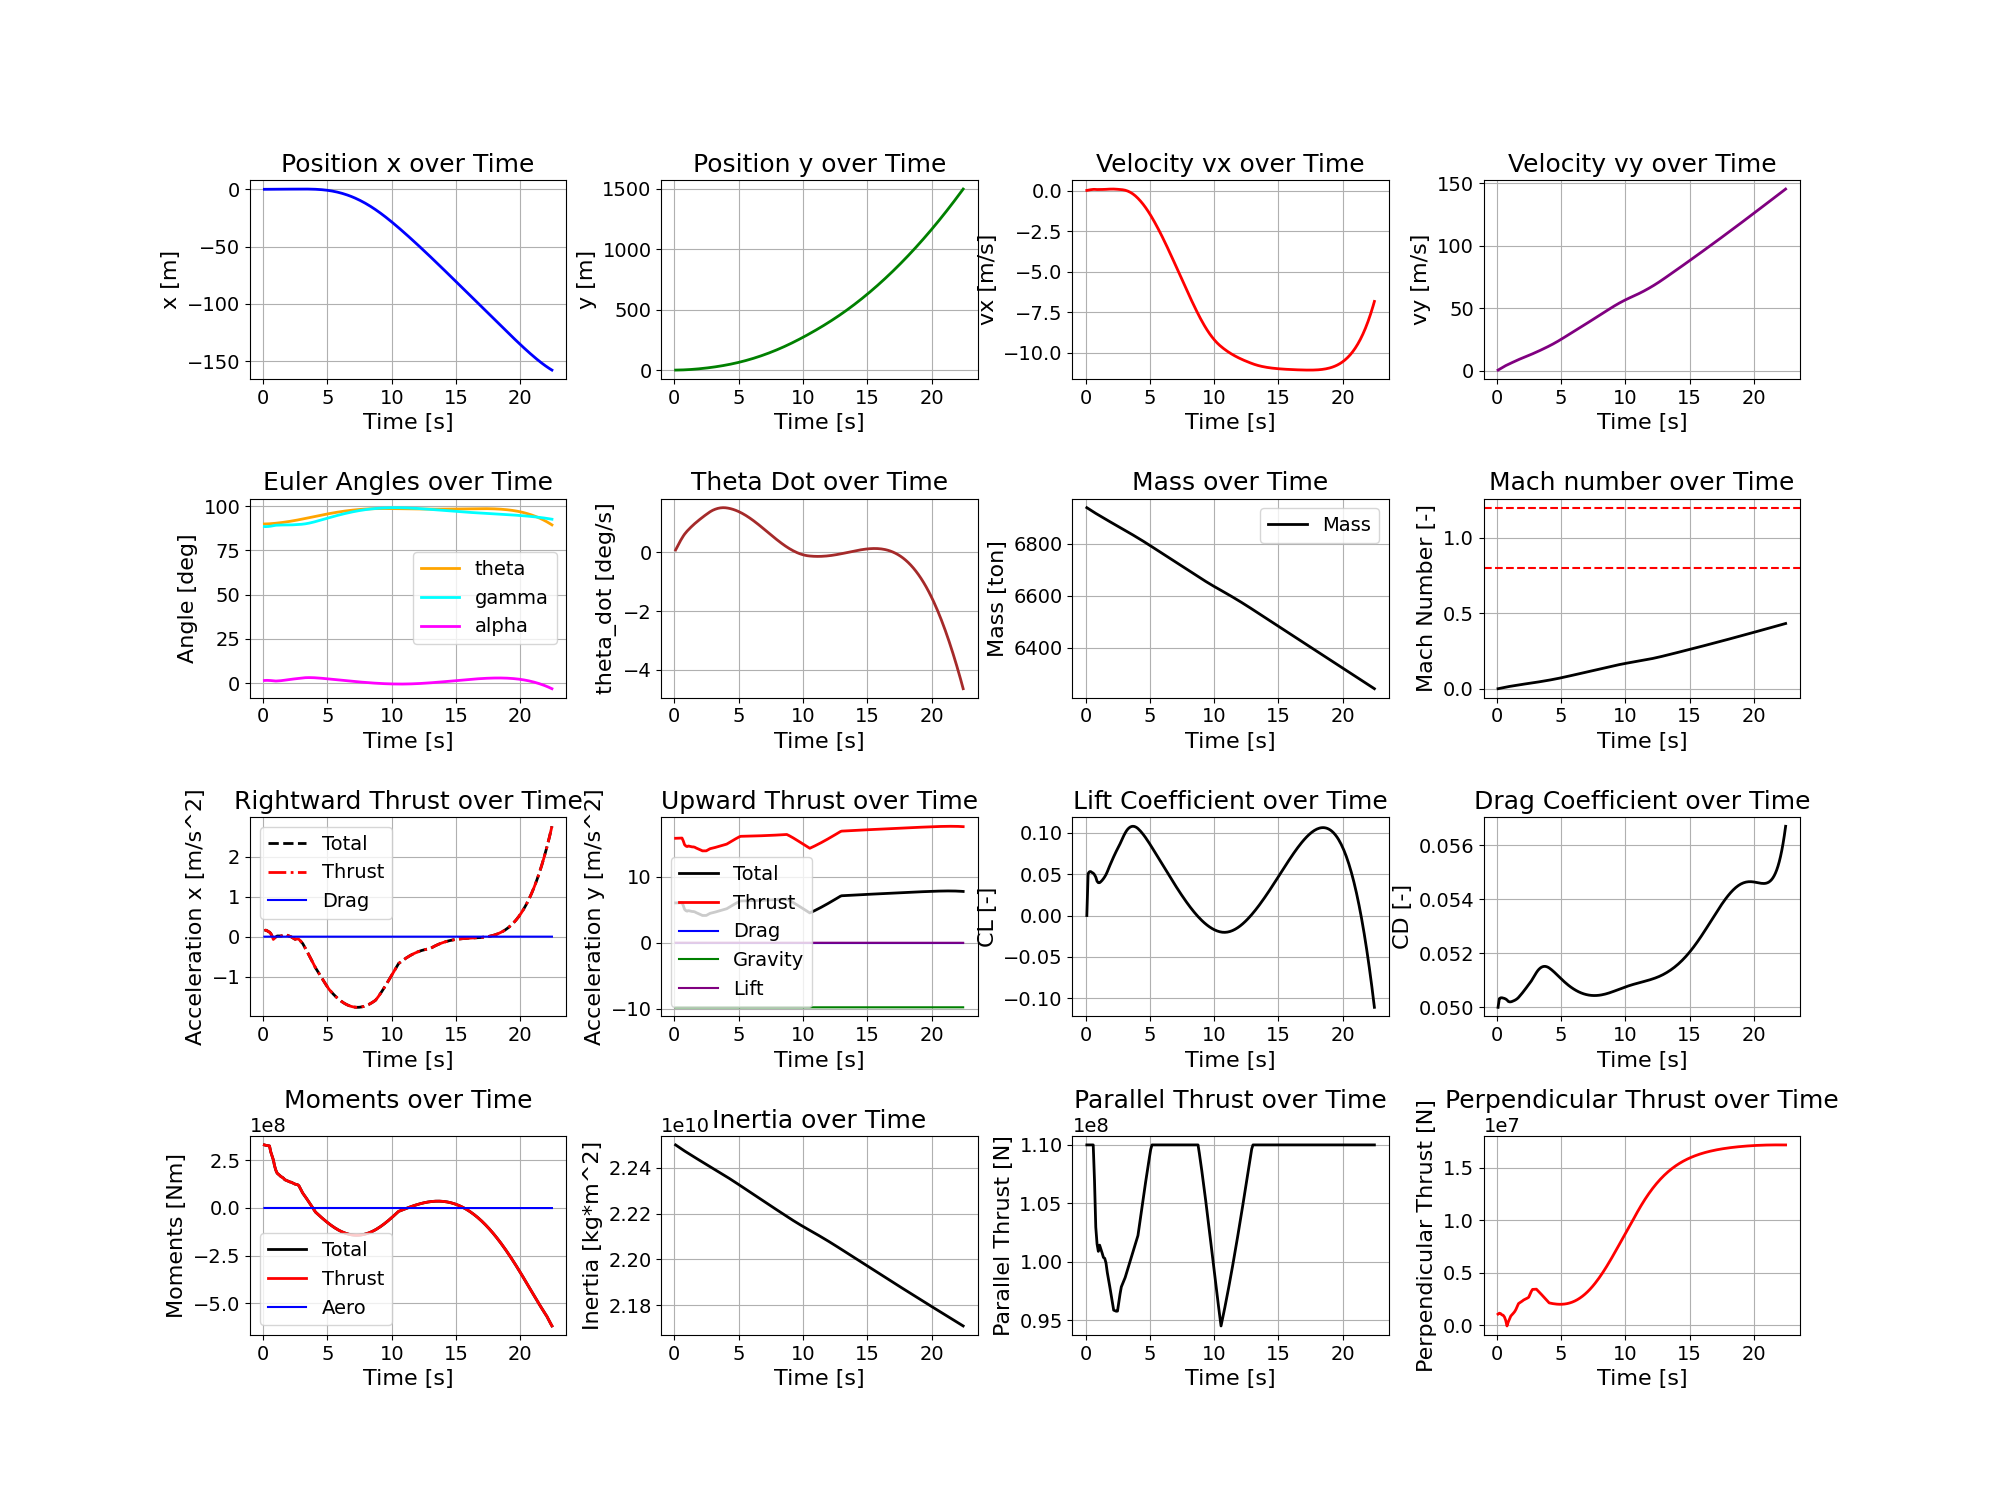 Position x over Time
x [m]
0
−50
−100
−150
0 5 10 15 20
Time [s]
Position y over Time
y [m]
1500
1000
500
0
0 5 10 15 20
Time [s]
Velocity vx over Time
vx [m/s]
0.0
−2.5
−5.0
−7.5
−10.0
0 5 10 15 20
Time [s]
Velocity vy over Time
vy [m/s]
150
100
50
0
0 5 10 15 20
Time [s]
Euler Angles over Time
Angle [deg]
100
75
50
25
0
theta
gamma
alpha
0 5 10 15 20
Time [s]
Theta Dot over Time
theta_dot [deg/s]
0
−2
−4
0 5 10 15 20
Time [s]
Mass over Time
Mass [ton]
6800
6600
6400
Mass
0 5 10 15 20
Time [s]
Mach number over Time
Mach Number [-]
1.0
0.5
0.0
0 5 10 15 20
Time [s]
Rightward Thrust over Time
Acceleration x [m/s^2]
2
1
0
−1
Total
Thrust
Drag
0 5 10 15 20
Time [s]
Upward Thrust over Time
Acceleration y [m/s^2]
10
0
−10
Total
Thrust
Drag
Gravity
Lift
0 5 10 15 20
Time [s]
Lift Coefficient over Time
CL [-]
0.10
0.05
0.00
−0.05
−0.10
0 5 10 15 20
Time [s]
Drag Coefficient over Time
CD [-]
0.056
0.054
0.052
0.050
0 5 10 15 20
Time [s]
Moments over Time
1e8
Moments [Nm]
2.5
0.0
−2.5
−5.0
Total
Thrust
Aero
0 5 10 15 20
Time [s]
Inertia over Time
1e10
Inertia [kg*m^2]
2.24
2.22
2.20
2.18
0 5 10 15 20
Time [s]
Parallel Thrust over Time
1e8
Parallel Thrust [N]
1.10
1.05
1.00
0.95
0 5 10 15 20
Time [s]
Perpendicular Thrust over Time
1e7
Perpendicular Thrust [N]
1.5
1.0
0.5
0.0
0 5 10 15 20
Time [s]